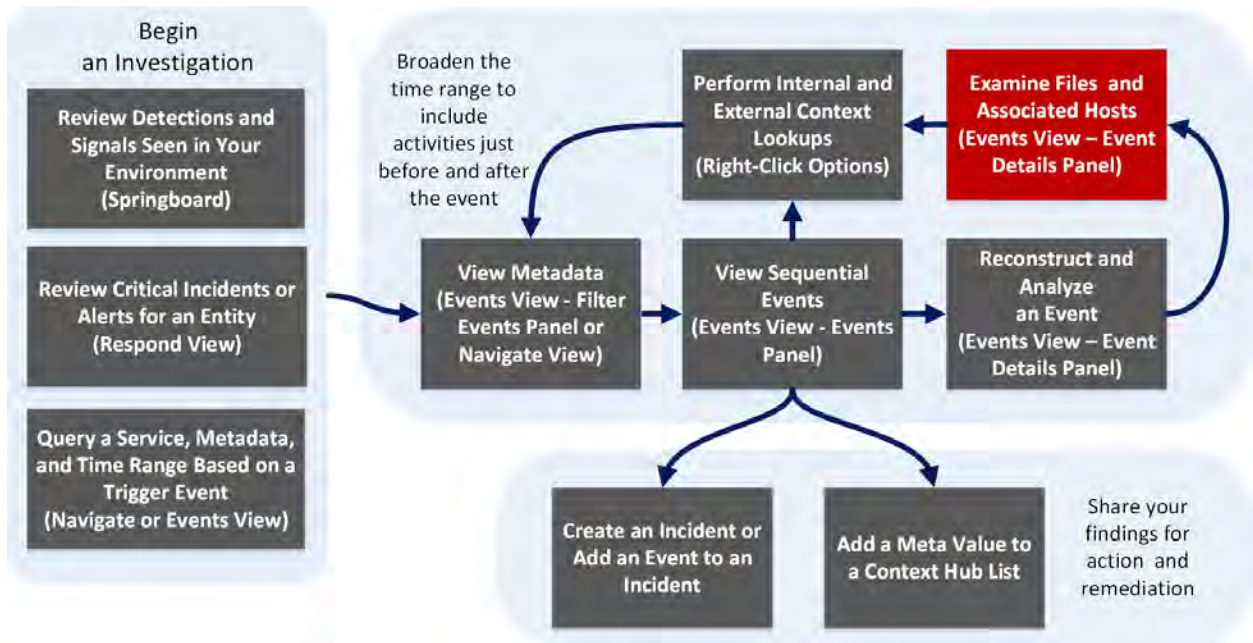 Begin
an Investigation
Review Detections and
Signals Seen in Your
Environment
(Springboard)
Review Critical Incidents or
Alerts for an Entity
(Respond View)
Query a Service, Metadata,
and Time Range Based on a
Trigger Event
(Navigate or Events View)
Broaden the
time range to
include
activities just
before and after
the event
Perform Internal and
External Context
Lookups
(Right-Click Options)
Examine Files and
Associated Hosts
(Events View – Event
Details Panel)
View Metadata
(Events View - Filter
Events Panel or
Navigate View)
View Sequential
Events
(Events View - Events
Panel)
Reconstruct and
Analyze
an Event
(Events View – Event
Details Panel)
Create an Incident or
Add an Event to an
Incident
Add a Meta Value to
a Context Hub List
Share your
findings for
action and
remediation